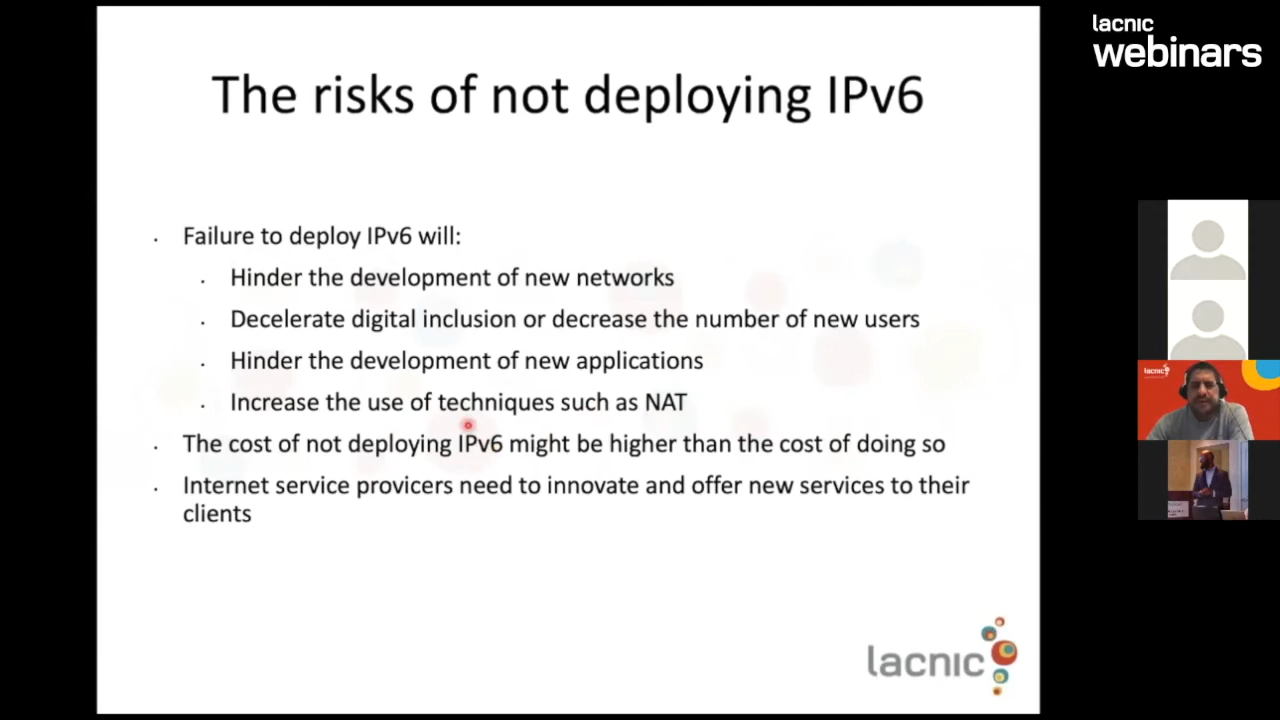 lacnic
webinars
The risks of not deploying IPv6
Failure to deploy IPv6 will:
Hinder the development of new networks
Decelerate digital inclusion or decrease the number of new users
Hinder the development of new applications
Increase the use of techniques such as NAT
The cost of not deploying IPv6 might be higher than the cost of doing so
Internet service provicers need to innovate and offer new services to their
clients
lacnic
lacnic